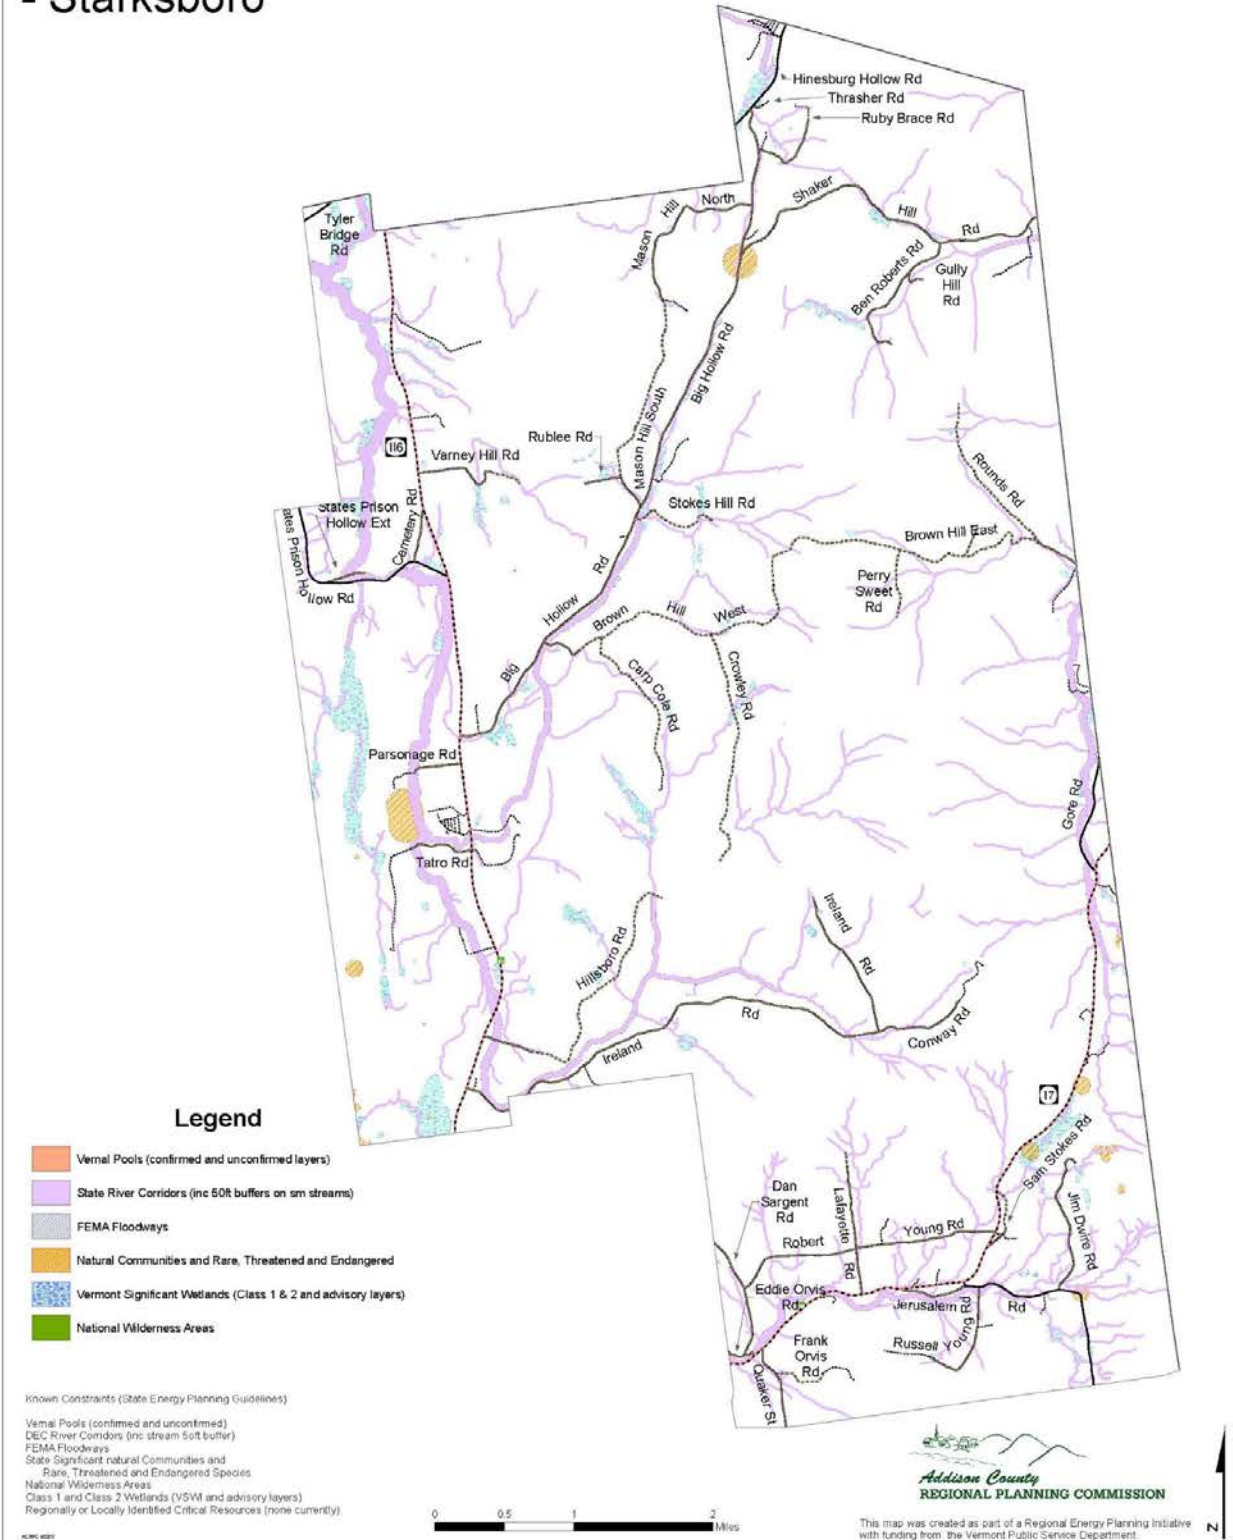 - Starksboro
Hinesburg Hollow Rd
Thrasher Rd
Ruby Brace Rd
Tyler
Bridge
Rd
Mason
Hill
North
Shaker
Hill
Rd
Ben Roberts Rd
Gully
Hill
Rd
Big Hollow Rd
Mason Hill South
116
Varney Hill Rd
Rublee Rd
Rounds Rd
Stokes Hill Rd
States Prison
Hollow Ext
Cemetery Rd
ates Prison Hollow Rd
Brown Hill East
Perry
Sweet
Rd
Big
Hollow
Rd
Brown
Hill
West
Carp Cole Rd
Crowley Rd
Parsonage Rd
Gore Rd
Tatro Rd
Hillsboro Rd
Ireland
Rd
Ireland
Rd
Conway Rd
17
Sam Stokes Rd
Jim Dwire Rd
Dan
Sargent
Rd
Lafayette
Rd
Robert
Young Rd
Eddie Orvis
Rd
Jerusalem
Rd
Russell Young Rd
Frank
Orvis
Rd
Quaker St
Legend
Vernal Pools (confirmed and unconfirmed layers)
State River Corridors (inc 50ft buffers on sm streams)
FEMA Floodways
Natural Communities and Rare, Threatened and Endangered
Vermont Significant Wetlands (Class 1 & 2 and advisory layers)
National Wilderness Areas
Known Constraints (State Energy Planning Guidelines)
Vernal Pools (confirmed and unconfirmed)
DEC River Corridors (inc stream 50ft buffer)
FEMA Floodways
State Significant natural Communities and
Rare, Threatened and Endangered Species
National Wilderness Areas
Class 1 and Class 2 Wetlands (VSWI and advisory layers)
Regionally or Locally Identified Critical Resources (none currently)
0 0.5 1 2
Miles
Addison County
REGIONAL PLANNING COMMISSION
This map was created as part of a Regional Energy Planning Initiative
with funding from the Vermont Public Service Department
N